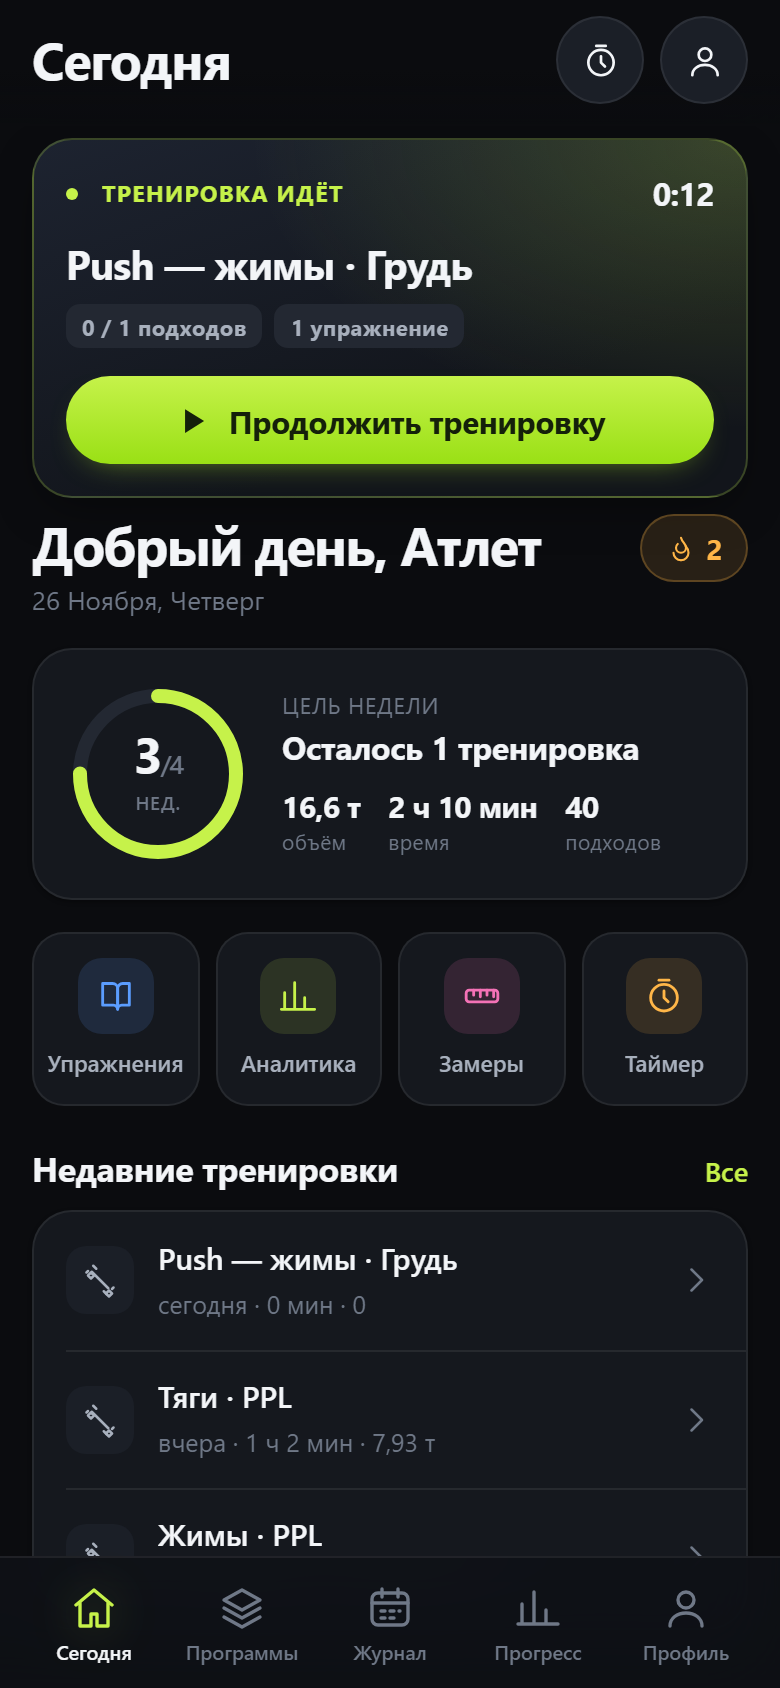 Сегодня
ТРЕНИРОВКА ИДЁТ
0:12
Push — жимы · Грудь
0 / 1 подходов
1 упражнение
Продолжить тренировку
Добрый день, Атлет
2
26 Ноября, Четверг
3/4
НЕД.
ЦЕЛЬ НЕДЕЛИ
Осталось 1 тренировка
16,6 т
2 ч 10 мин
40
объём
время
подходов
Упражнения
Аналитика
Замеры
Таймер
Недавние тренировки
Все
Push — жимы · Грудь
сегодня · 0 мин · 0
Тяги · PPL
вчера · 1 ч 2 мин · 7,93 т
Жимы · PPL
Сегодня
Программы
Журнал
Прогресс
Профиль